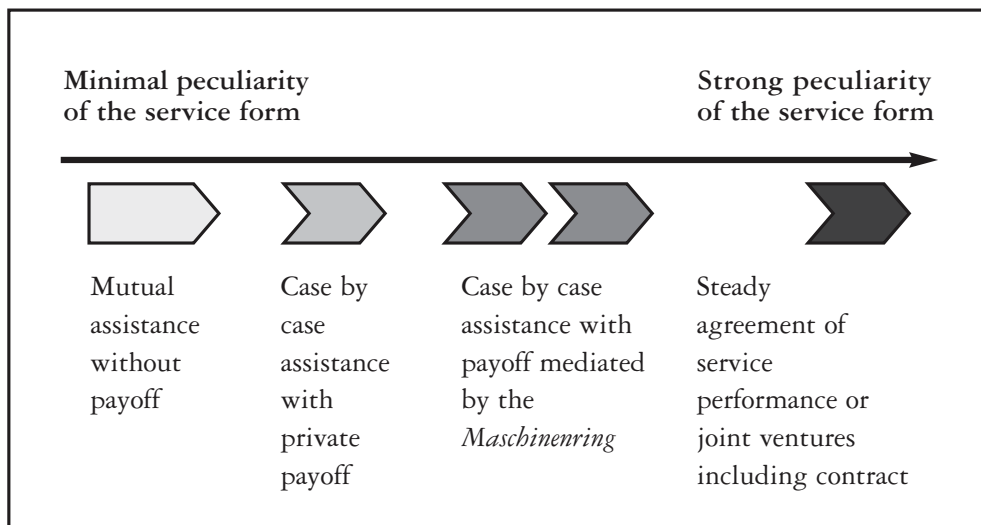 Minimal peculiarity
of the service form
Strong peculiarity
of the service form
Mutual
assistance
without
payoff
Case by
case
assistance
with
private
payoff
Case by case
assistance with
payoff mediated
by the
Maschinenring
Steady
agreement of
service
performance or
joint ventures
including contract